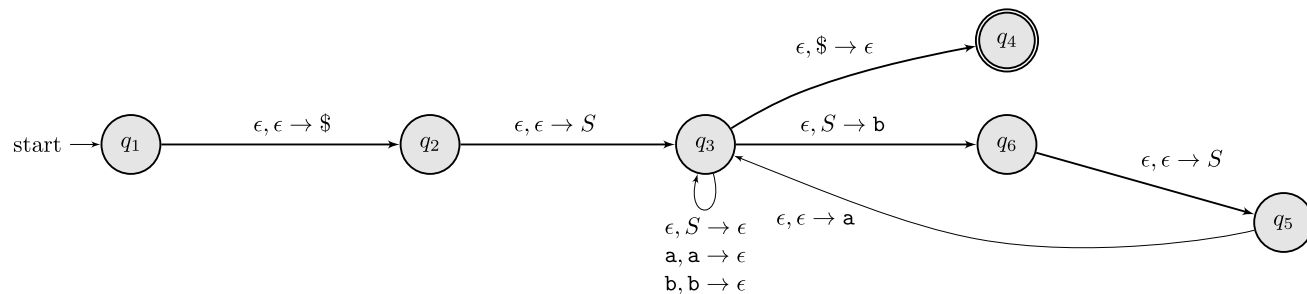 q₄
ϵ, $ → ϵ
start
q₁
ϵ, ϵ → $
q₂
ϵ, ϵ → S
q₃
ϵ, S → b
q₆
ϵ, ϵ → S
q₅
ϵ, ϵ → a
ϵ, S → ϵ
a, a → ϵ
b, b → ϵ